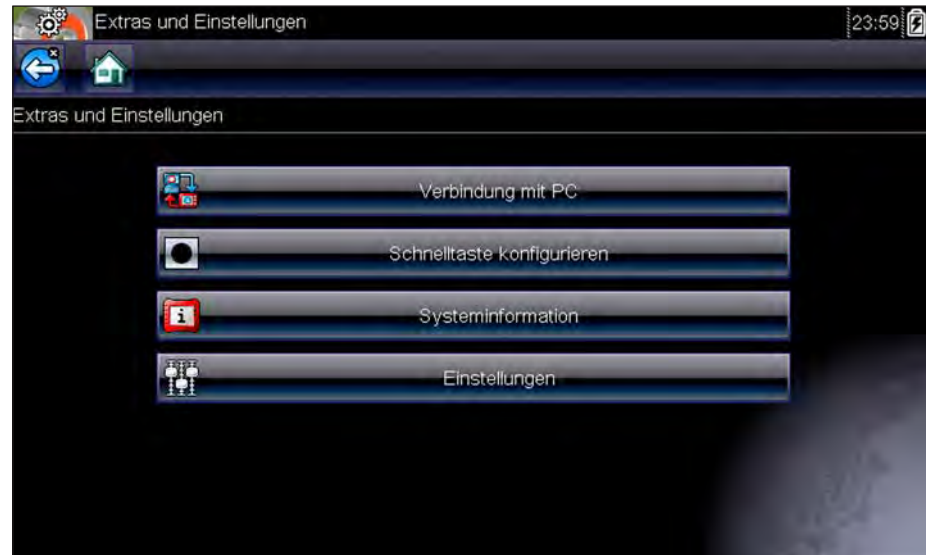 Extras und Einstellungen 23:59
Extras und Einstellungen
Verbindung mit PC
Schnelltaste konfigurieren
Systeminformation
Einstellungen